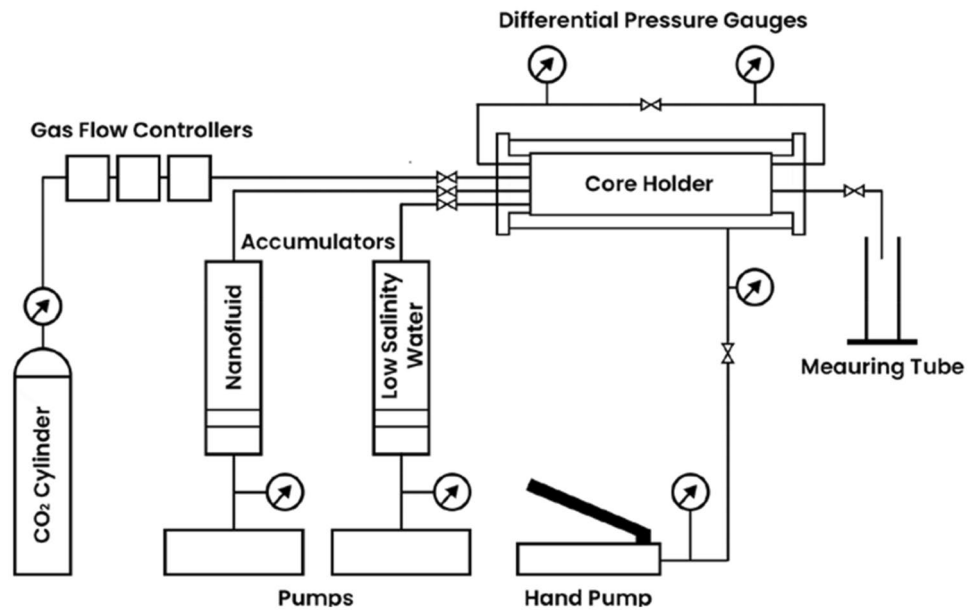 Differential Pressure Gauges
Gas Flow Controllers
Core Holder
Accumulators
Nanofluid
Low Salinity
Water
CO₂ Cylinder
Meauring Tube
Pumps
Hand Pump